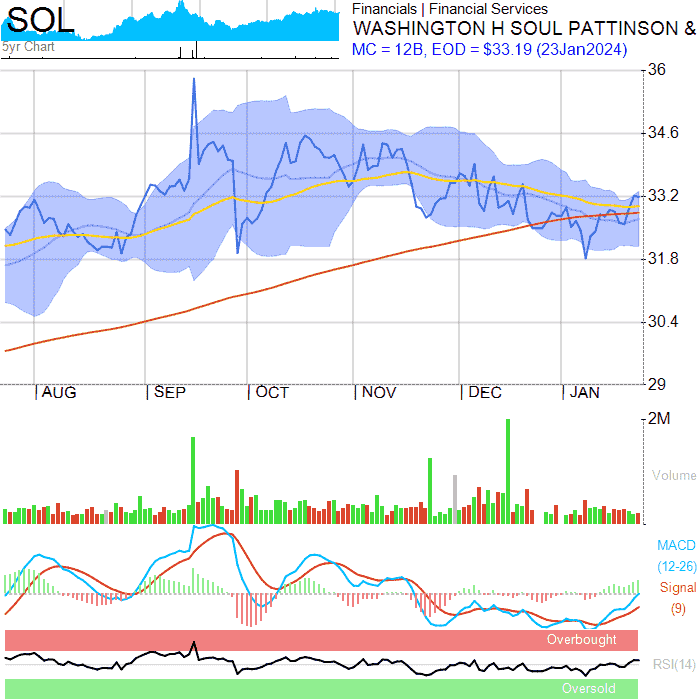 SOL
5yr Chart
Financials | Financial Services
WASHINGTON H SOUL PATTINSON &
MC = 12B, EOD = $33.19 (23Jan2024)
36
34.6
33.2
31.8
30.4
29
AUG
SEP
OCT
NOV
DEC
JAN
2M
Volume
MACD
(12-26)
Signal
(9)
Overbought
RSI(14)
Oversold